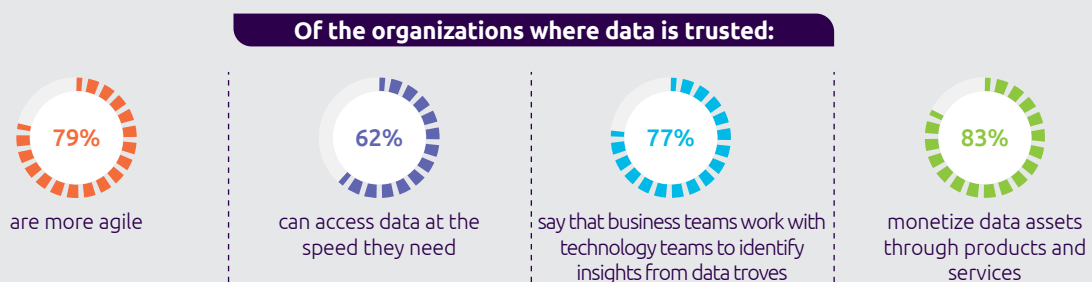 Of the organizations where data is trusted:
79%
are more agile
62%
can access data at the
speed they need
77%
say that business teams work with
technology teams to identify
insights from data troves
83%
monetize data assets
through products and
services